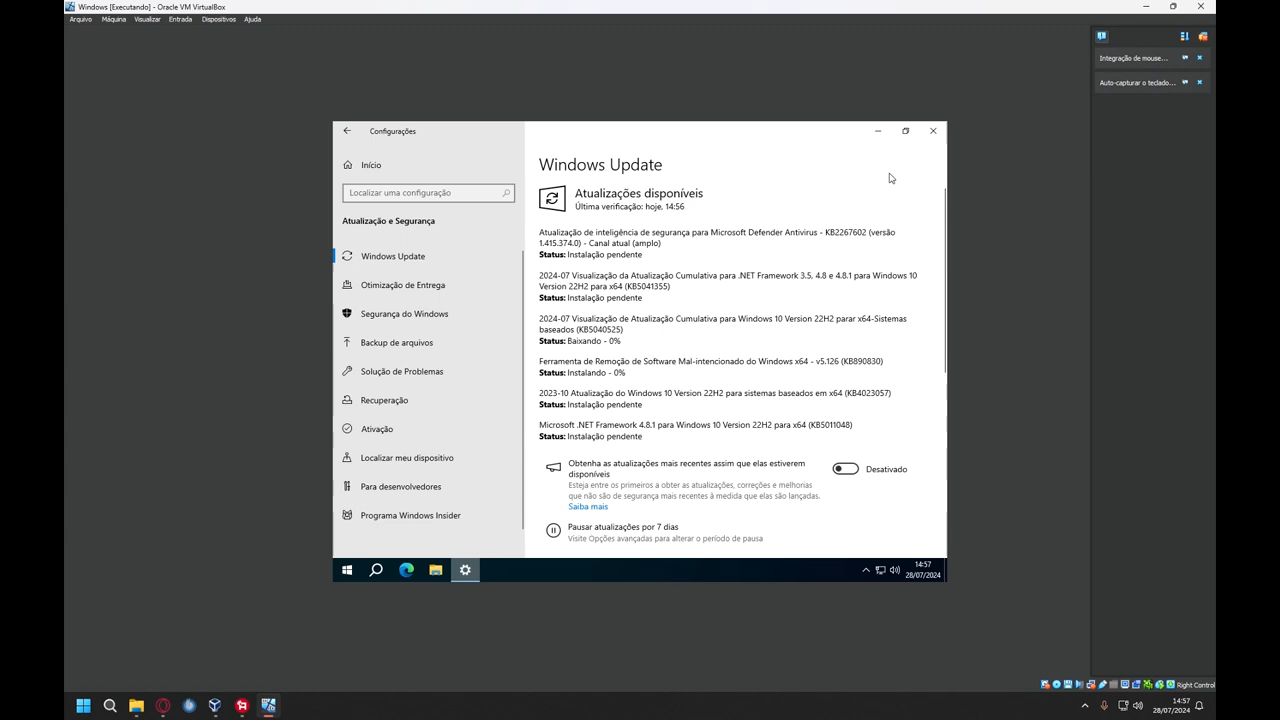 Windows [Executando] - Oracle VM VirtualBox
Arquivo Máquina Visualizar Entrada Dispositivos Ajuda
Integração de mouse...
Auto-capturar o teclado...
Configurações
Início
Localizar uma configuração
Atualização e Segurança
Windows Update
Otimização de Entrega
Segurança do Windows
Backup de arquivos
Solução de Problemas
Recuperação
Ativação
Localizar meu dispositivo
Para desenvolvedores
Programa Windows Insider
Windows Update
Atualizações disponíveis
Última verificação: hoje, 14:56
Atualização de inteligência de segurança para Microsoft Defender Antivirus - KB2267602 (versão
1.415.374.0) - Canal atual (amplo)
Status: Instalação pendente
2024-07 Visualização da Atualização Cumulativa para .NET Framework 3.5, 4.8 e 4.8.1 para Windows 10
Version 22H2 para x64 (KB5041355)
Status: Instalação pendente
2024-07 Visualização de Atualização Cumulativa para Windows 10 Version 22H2 parar x64-Sistemas
baseados (KB5040525)
Status: Baixando - 0%
Ferramenta de Remoção de Software Mal-intencionado do Windows x64 - v5.126 (KB890830)
Status: Instalando - 0%
2023-10 Atualização do Windows 10 Version 22H2 para sistemas baseados em x64 (KB4023057)
Status: Instalação pendente
Microsoft .NET Framework 4.8.1 para Windows 10 Version 22H2 para x64 (KB5011048)
Status: Instalação pendente
Obtenha as atualizações mais recentes assim que elas estiverem
disponíveis
Desativado
Esteja entre os primeiros a obter as atualizações, correções e melhorias
que não são de segurança mais recentes à medida que elas são lançadas.
Saiba mais
Pausar atualizações por 7 dias
Visite Opções avançadas para alterar o período de pausa
14:57
28/07/2024
Right Control
14:57
28/07/2024